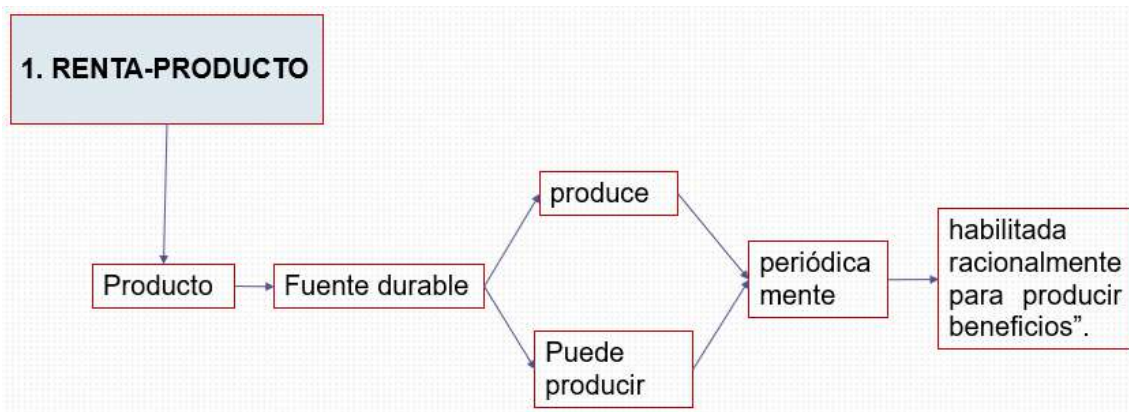 1. RENTA-PRODUCTO
Producto
Fuente durable
produce
Puede
producir
periódica
mente
habilitada
racionalmente
para producir
beneficios”.